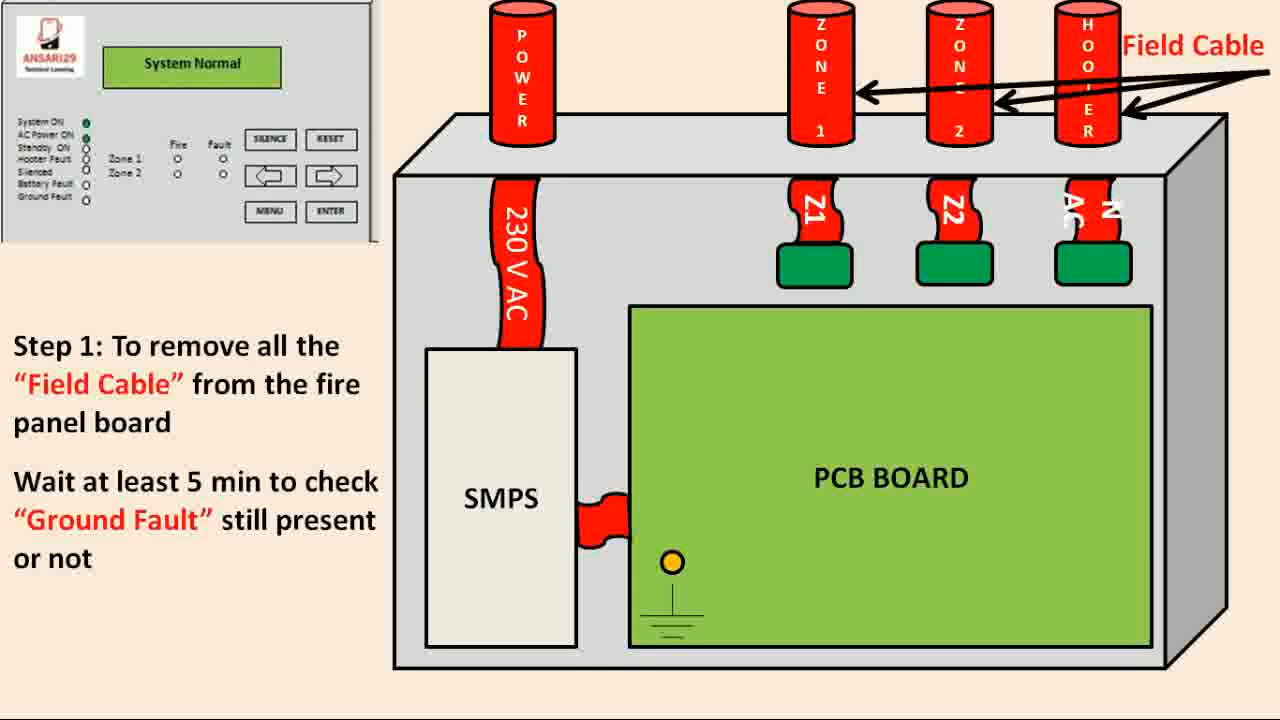 ANSARI29
Technical Learning
System Normal
System ON
AC Power ON
Standby ON
Hooter Fault
Silenced
Battery Fault
Ground Fault
Fire Fault
Zone 1
Zone 2
SILENCE RESET
MENU ENTER
POWER
ZONE 1
ZONE 2
HOOTER
Field Cable
230 V AC
Z1
Z2
N
AC
Step 1: To remove all the
“Field Cable” from the fire
panel board
Wait at least 5 min to check
“Ground Fault” still present
or not
SMPS
PCB BOARD